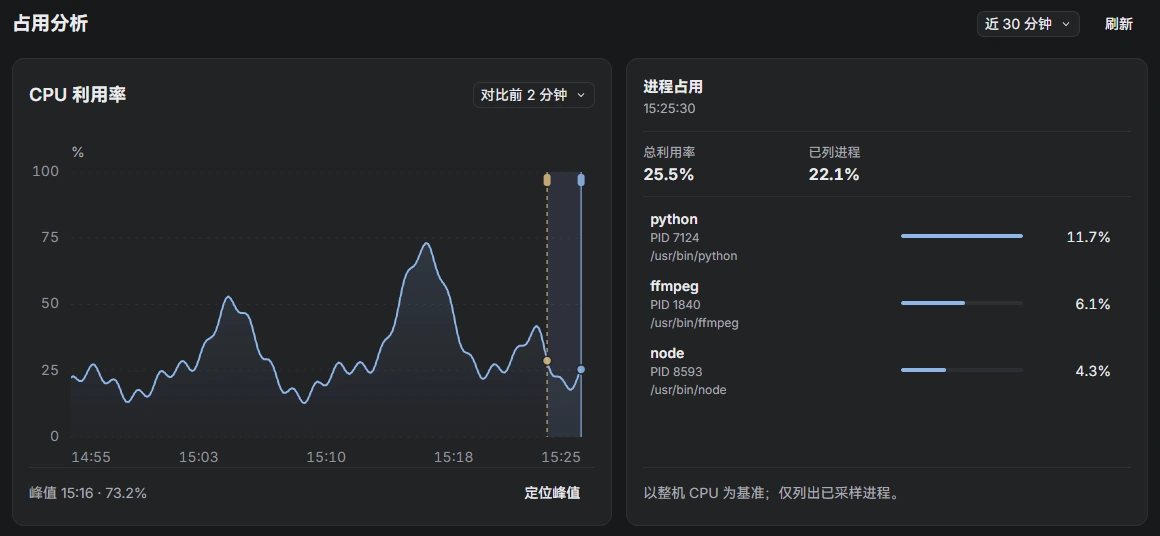 占用分析
近 30 分钟
刷新
CPU 利用率
对比前 2 分钟
%
100
75
50
25
0
14:55 15:03 15:10 15:18 15:25
峰值 15:16 · 73.2%
定位峰值
进程占用
15:25:30
总利用率 已列进程
25.5% 22.1%
python
PID 7124
/usr/bin/python
11.7%
ffmpeg
PID 1840
/usr/bin/ffmpeg
6.1%
node
PID 8593
/usr/bin/node
4.3%
以整机 CPU 为基准；仅列出已采样进程。